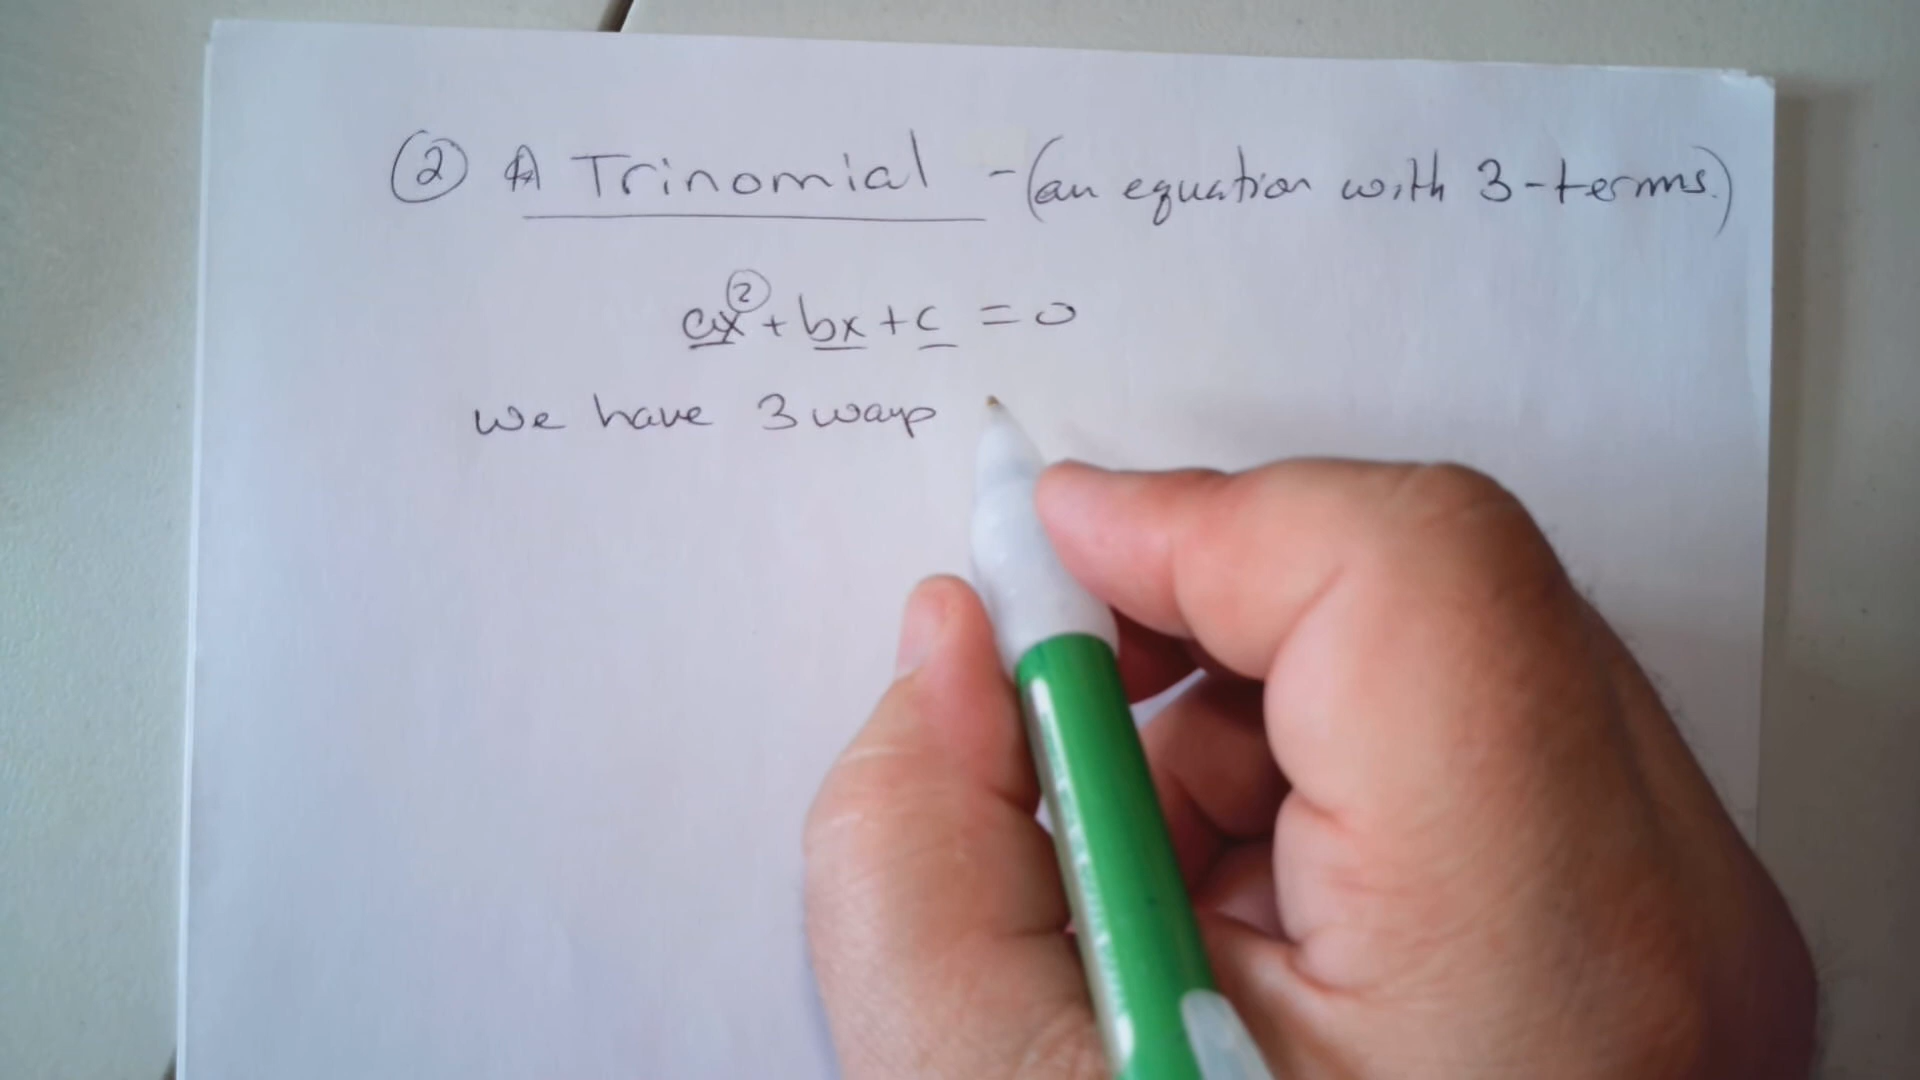 ② A Trinomial - (an equation with 3-terms.)
ax² + bx + c = 0
We have 3 ways